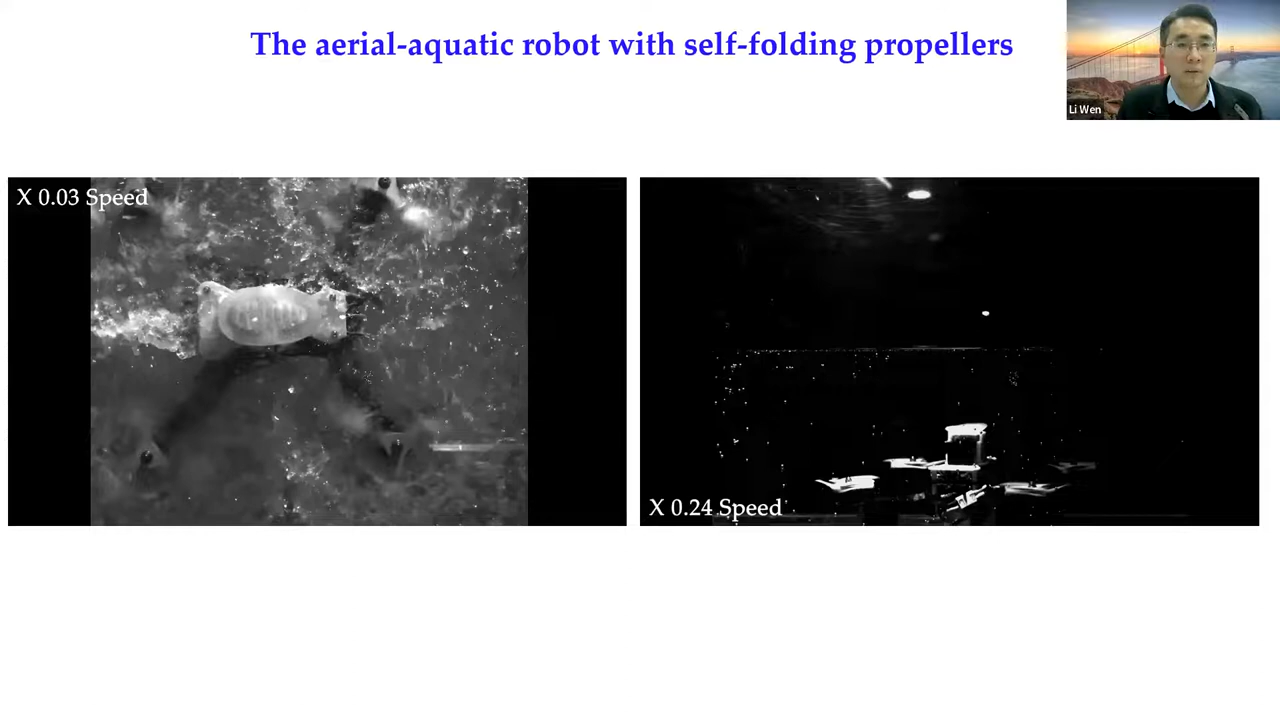 The aerial-aquatic robot with self-folding propellers
Li Wen
X 0.03 Speed
X 0.24 Speed